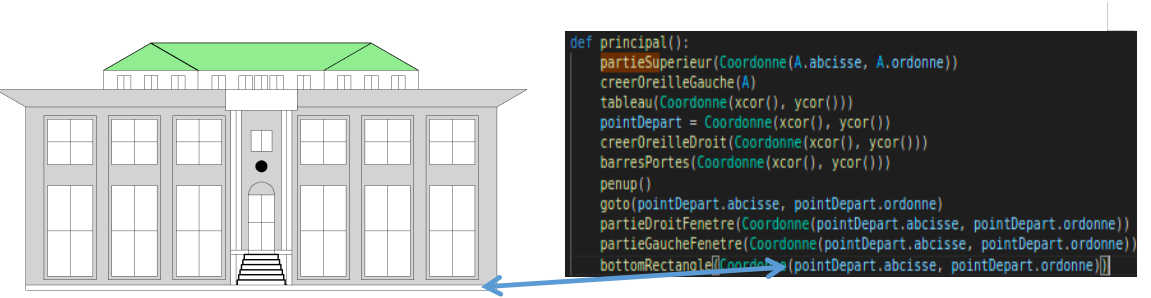 def principal():
partieSuperieur(Coordonne(A.abcisse, A.ordonne))
creerOreilleGauche(A)
tableau(Coordonne(xcor(), ycor()))
pointDepart = Coordonne(xcor(), ycor())
creerOreilleDroit(Coordonne(xcor(), ycor()))
barresPortes(Coordonne(xcor(), ycor()))
penup()
goto(pointDepart.abcisse, pointDepart.ordonne)
partieDroitFenetre(Coordonne(pointDepart.abcisse, pointDepart.ordonne))
partieGaucheFenetre(Coordonne(pointDepart.abcisse, pointDepart.ordonne))
bottomRectangle(Coordonne(pointDepart.abcisse, pointDepart.ordonne))